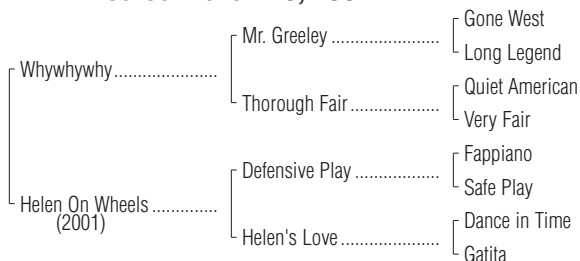 Gone West
Mr. Greeley
Long Legend
Whywhywhy
Quiet American
Thorough Fair
Very Fair
Fappiano
Defensive Play
Safe Play
Helen On Wheels
(2001)
Dance in Time
Helen's Love
Gatita